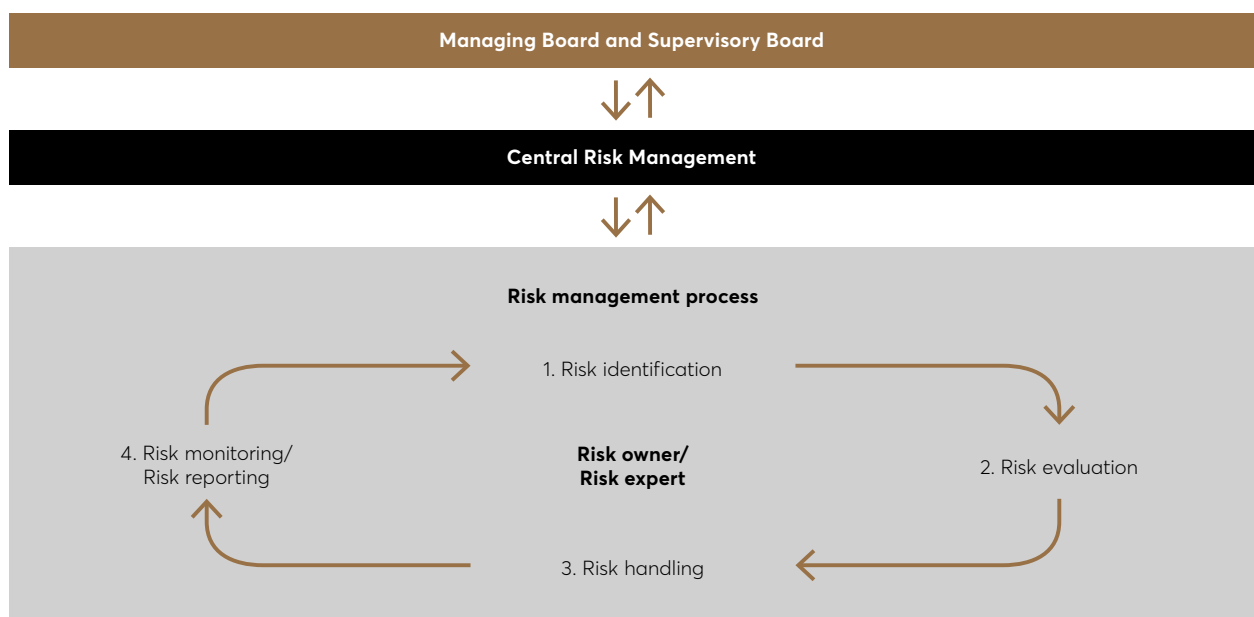 Managing Board and Supervisory Board
Central Risk Management
Risk management process
1. Risk identification
4. Risk monitoring/
Risk reporting
Risk owner/
Risk expert
2. Risk evaluation
3. Risk handling